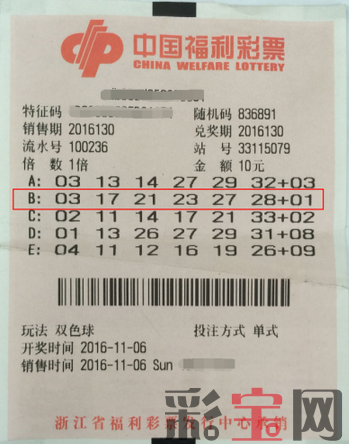 中国福利彩票
CHINA WELFARE LOTTERY
特征码 随机码 836891
销售期 2016130 兑奖期 2016130
流水号 100236 站 号 33115079
倍 数 1倍 金 额 10元
A: 03 13 14 27 29 32+03
B: 03 17 21 23 27 28+01
C: 02 11 14 17 21 33+02
D: 01 13 26 27 29 31+08
E: 04 11 12 16 19 26+09
玩法 双色球 投注方式 单式
开奖时间 2016-11-06
销售时间 2016-11-06 Sun
彩宝网
浙江省福利彩票发行中心承销